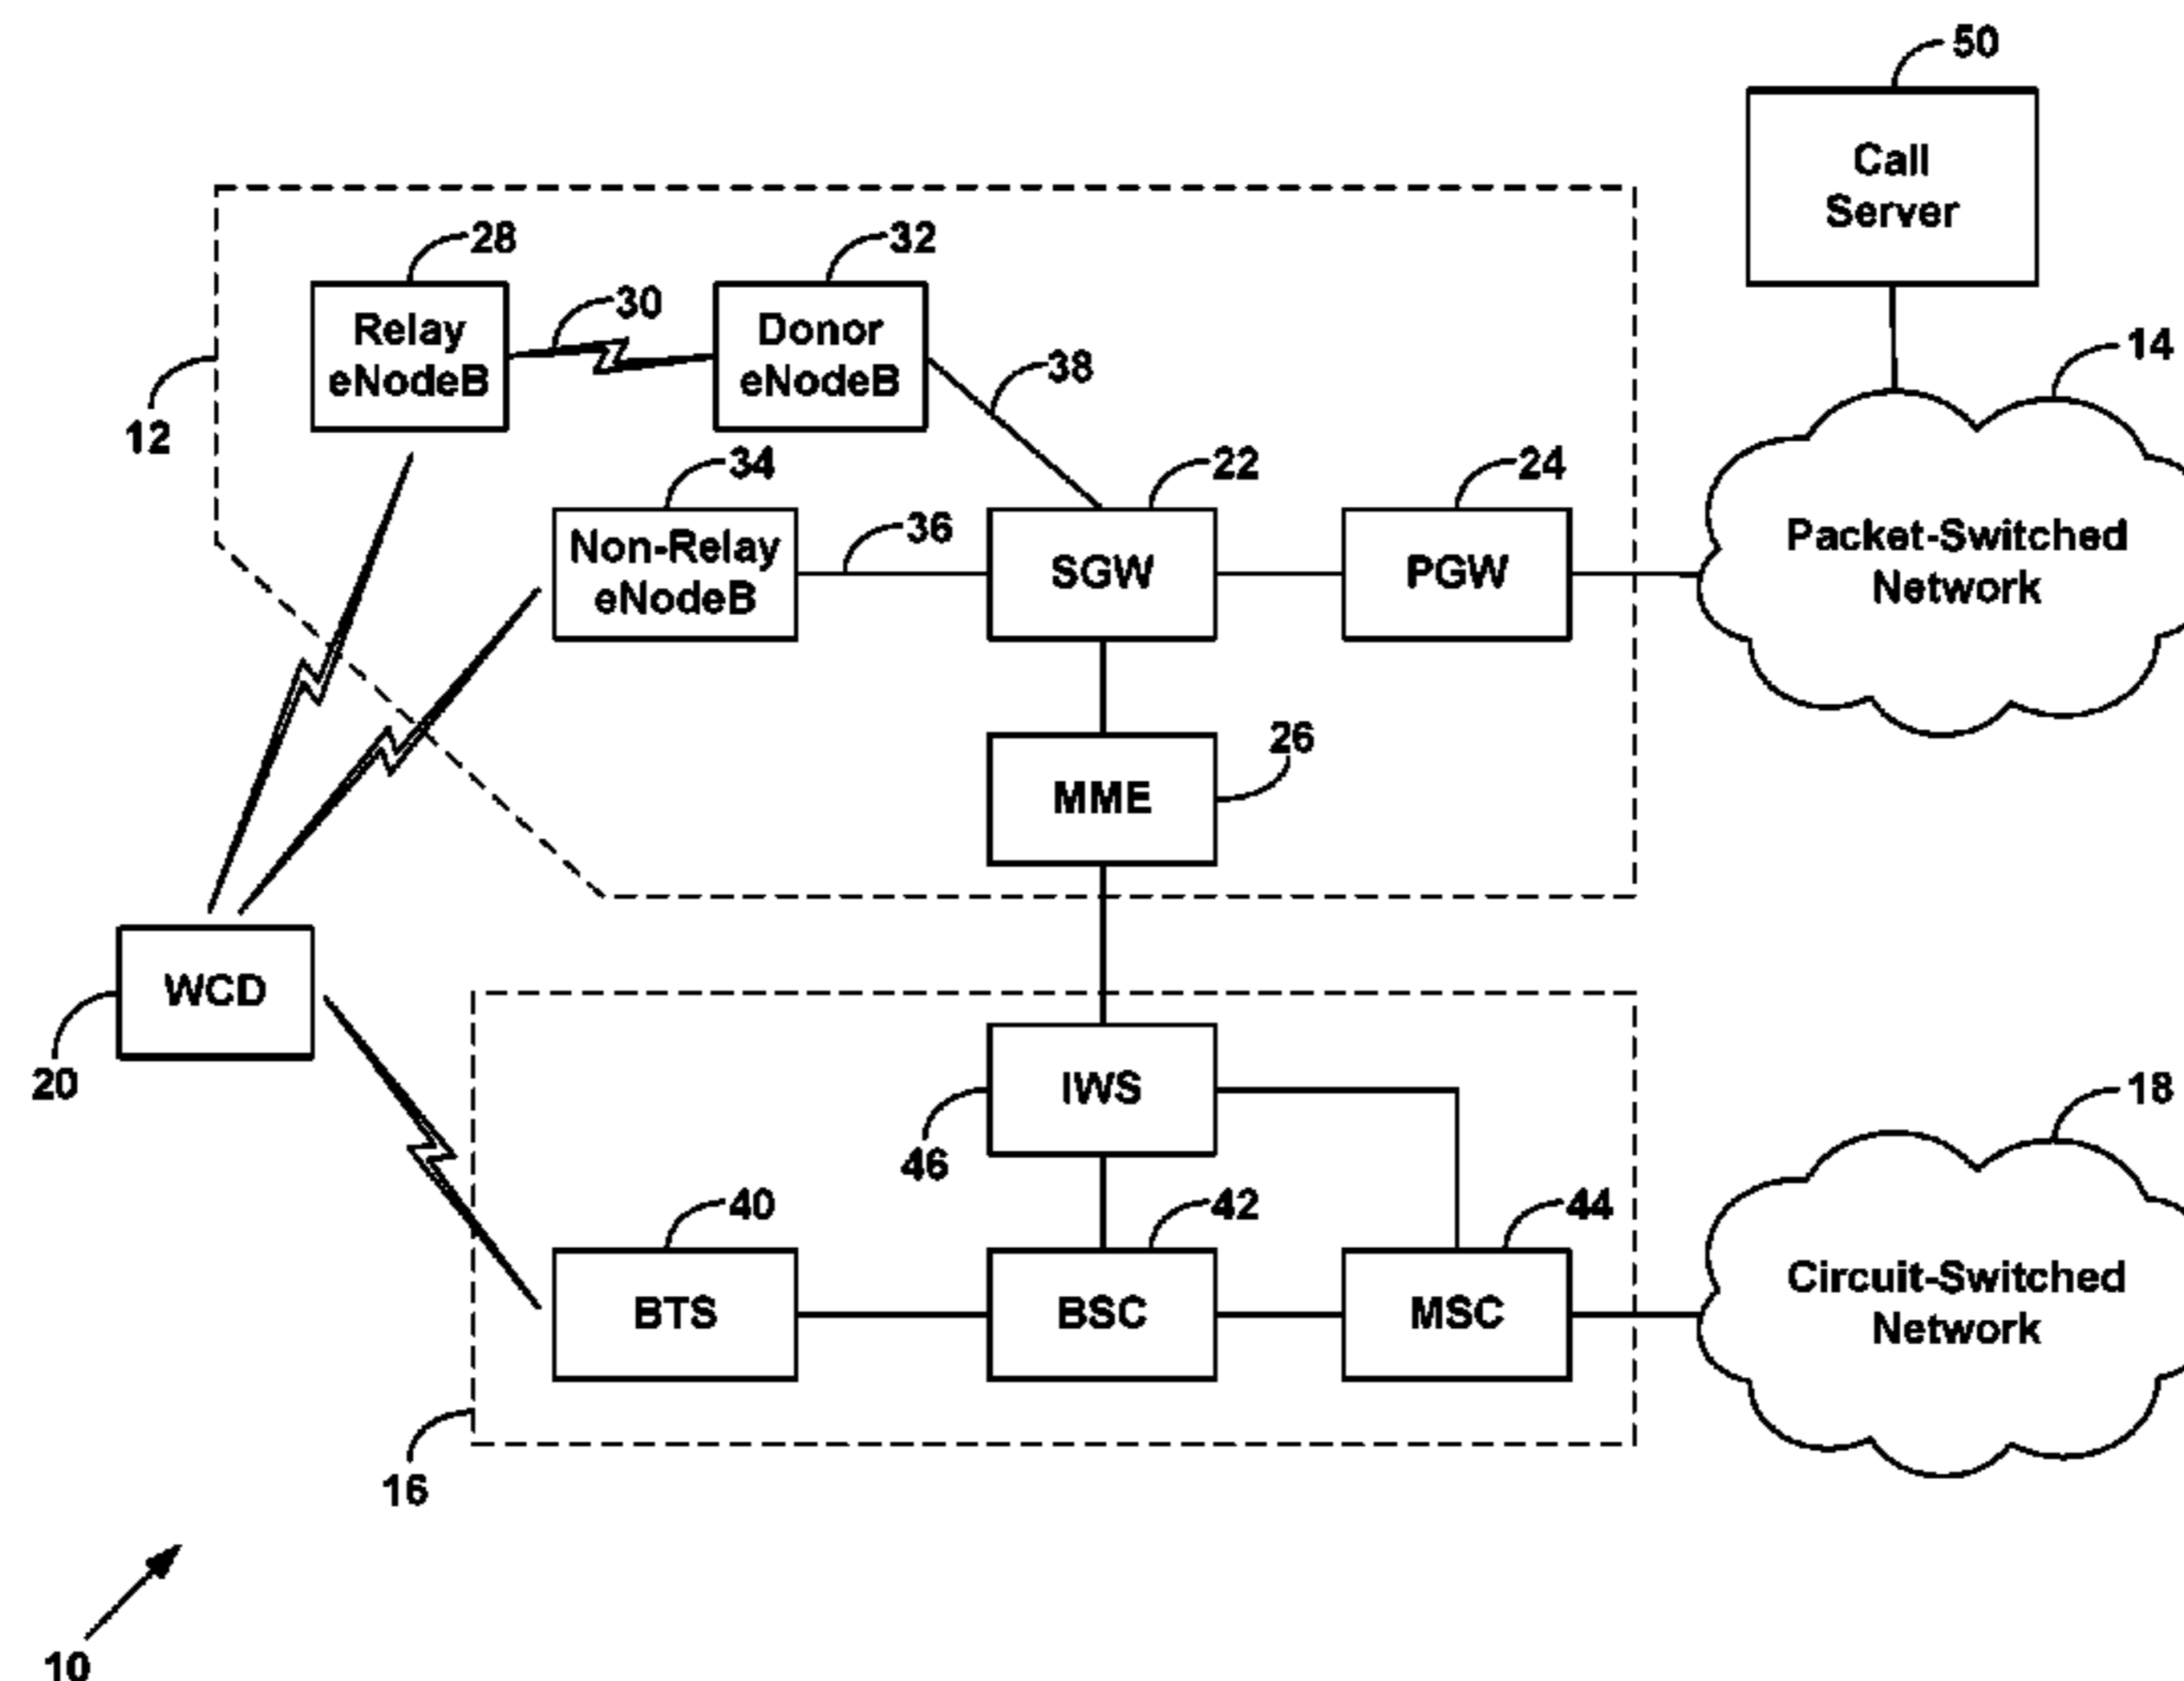 50
Call
Server
28
32
30
Relay
eNodeB
Donor
eNodeB
38
14
12
34
22
24
36
Non-Relay
eNodeB
SGW
PGW
Packet-Switched
Network
26
MME
WCD
20
IWS
46
18
40
42
44
BTS
BSC
MSC
Circuit-Switched
Network
16
10